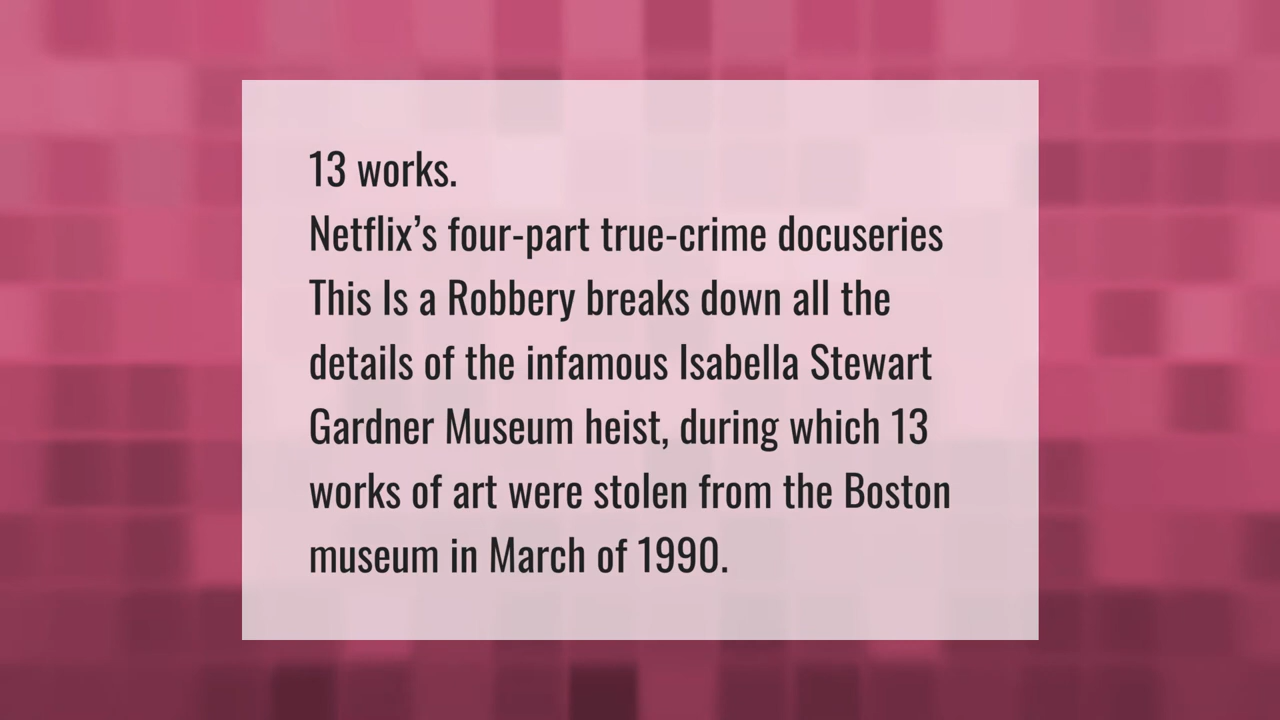 13 works.
Netflix’s four-part true-crime docuseries
This Is a Robbery breaks down all the
details of the infamous Isabella Stewart
Gardner Museum heist, during which 13
works of art were stolen from the Boston
museum in March of 1990.